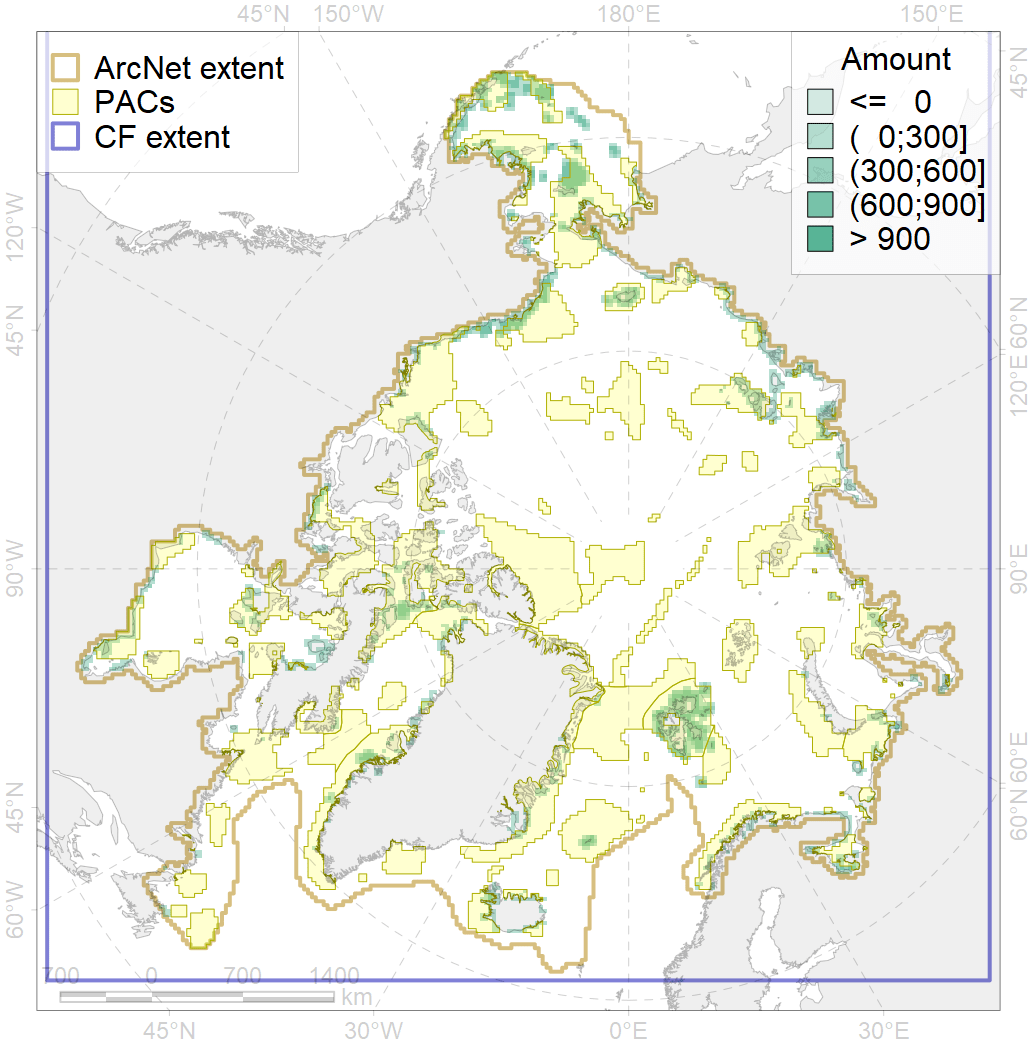 45°N 150°W 180°E 150°E
ArcNet extent
PACs
CF extent
Amount
<= 0
( 0;300]
(300;600]
(600;900]
> 900
45°N
120°W
45°N
60°N
120°E
90°W
90°E
45°N
60°E
60°N
60°W
700 0 700 1400
km
45°N 30°W 0°E 30°E